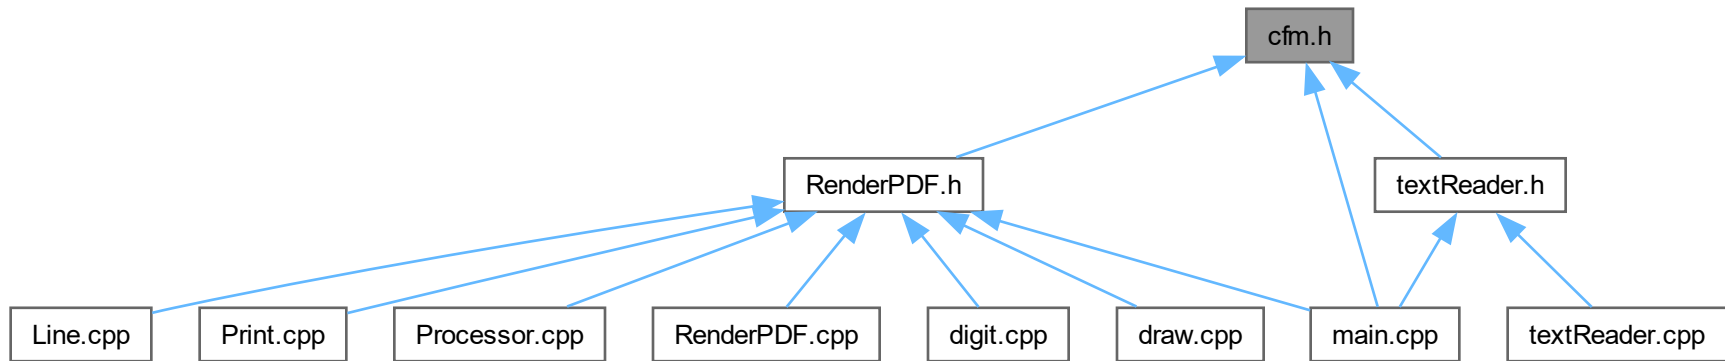 cfm.h
RenderPDF.h
textReader.h
Line.cpp
Print.cpp
Processor.cpp
RenderPDF.cpp
digit.cpp
draw.cpp
main.cpp
textReader.cpp